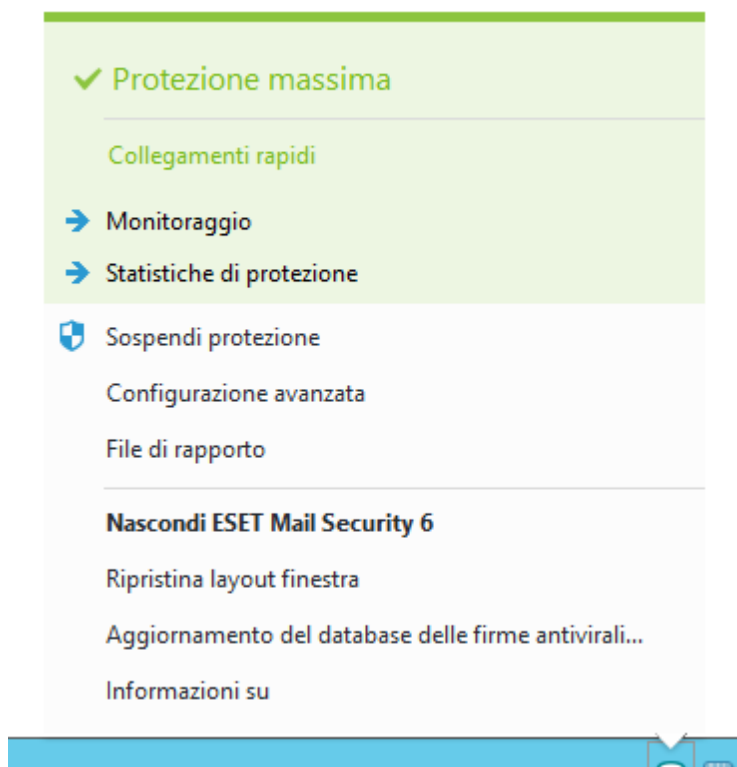 Protezione massima
Collegamenti rapidi
Monitoraggio
Statistiche di protezione
Sospendi protezione
Configurazione avanzata
File di rapporto
Nascondi ESET Mail Security 6
Ripristina layout finestra
Aggiornamento del database delle firme antivirali...
Informazioni su